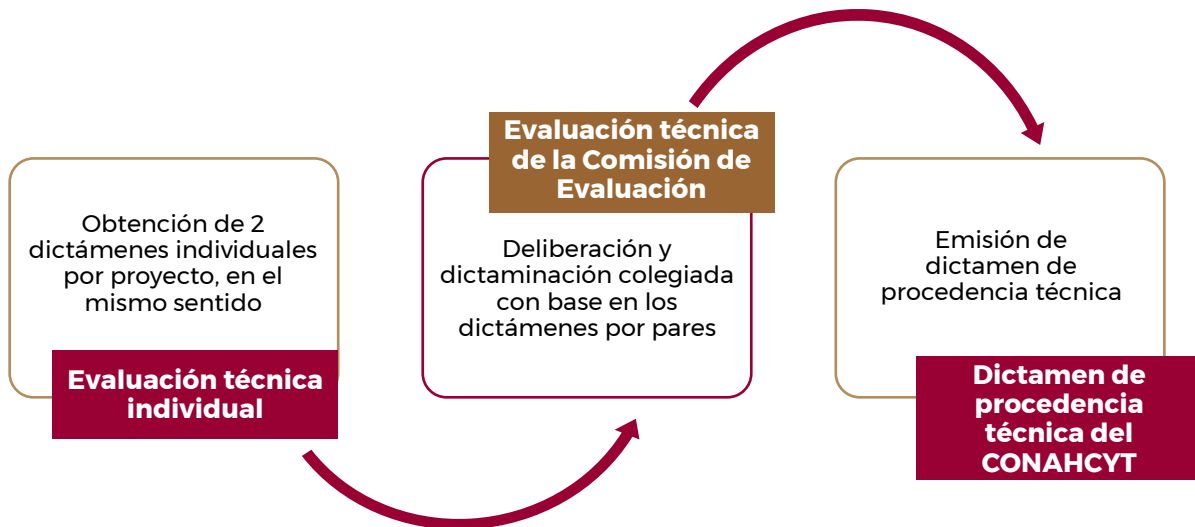 Obtención de 2
dictámenes individuales
por proyecto, en el
mismo sentido
Evaluación técnica
individual
Evaluación técnica
de la Comisión de
Evaluación
Deliberación y
dictaminación colegiada
con base en los
dictámenes por pares
Emisión de
dictamen de
procedencia técnica
Dictamen de
procedencia
técnica del
CONAHCYT